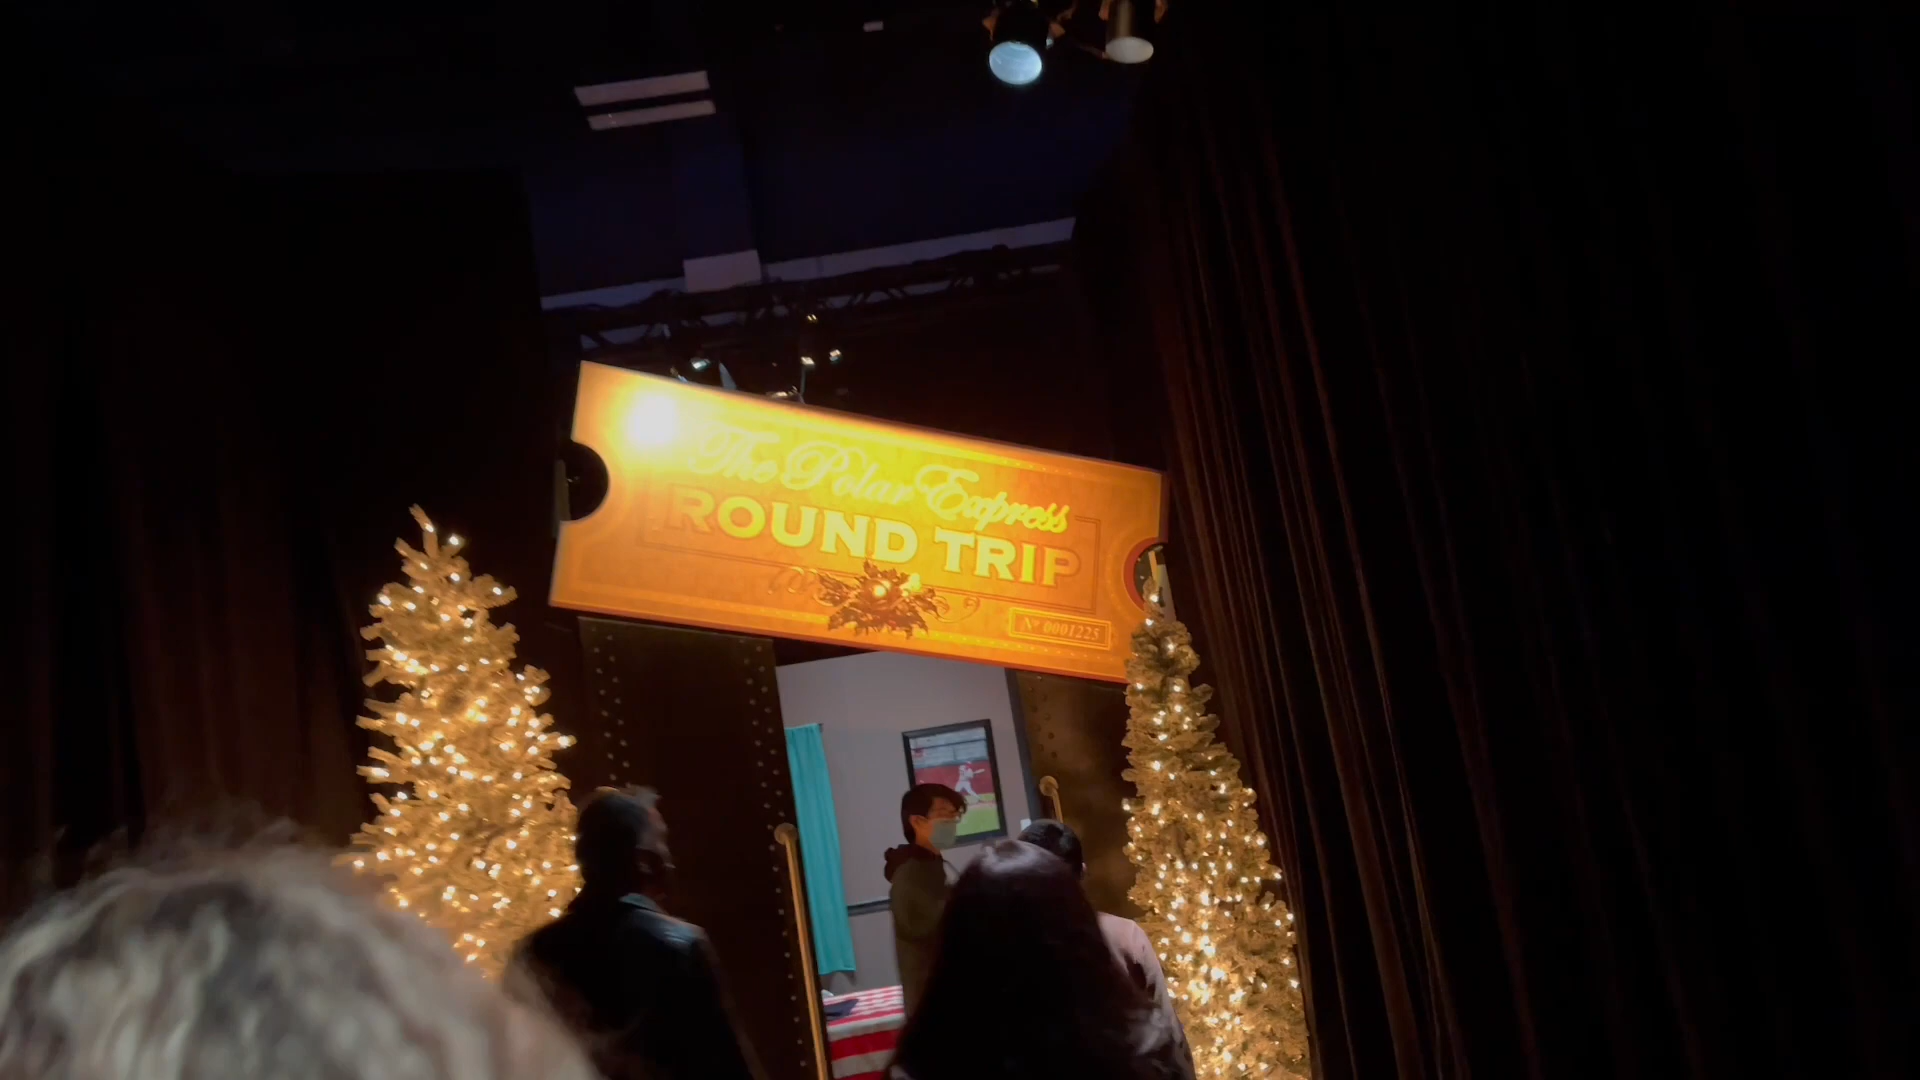 The Polar Express
ROUND TRIP
Nº 0001225